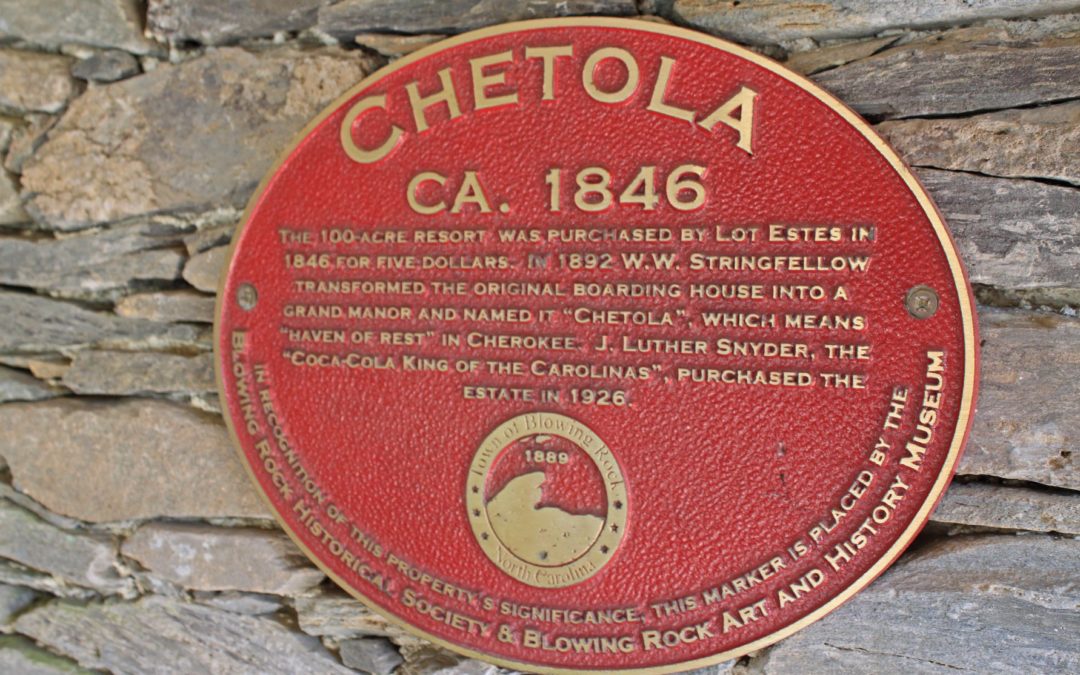 CHETOLA
CA. 1846
THE 100-ACRE RESORT WAS PURCHASED BY LOT ESTES IN
1846 FOR FIVE DOLLARS. IN 1892 W.W. STRINGFELLOW
TRANSFORMED THE ORIGINAL BOARDING HOUSE INTO A
GRAND MANOR AND NAMED IT "CHETOLA", WHICH MEANS
"HAVEN OF REST" IN CHEROKEE. J. LUTHER SNYDER, THE
"COCA-COLA KING OF THE CAROLINAS", PURCHASED THE
ESTATE IN 1926.
Town of Blowing Rock
1889
North Carolina
IN RECOGNITION OF THIS PROPERTY'S SIGNIFICANCE, THIS MARKER IS PLACED BY THE
BLOWING ROCK HISTORICAL SOCIETY & BLOWING ROCK ART AND HISTORY MUSEUM